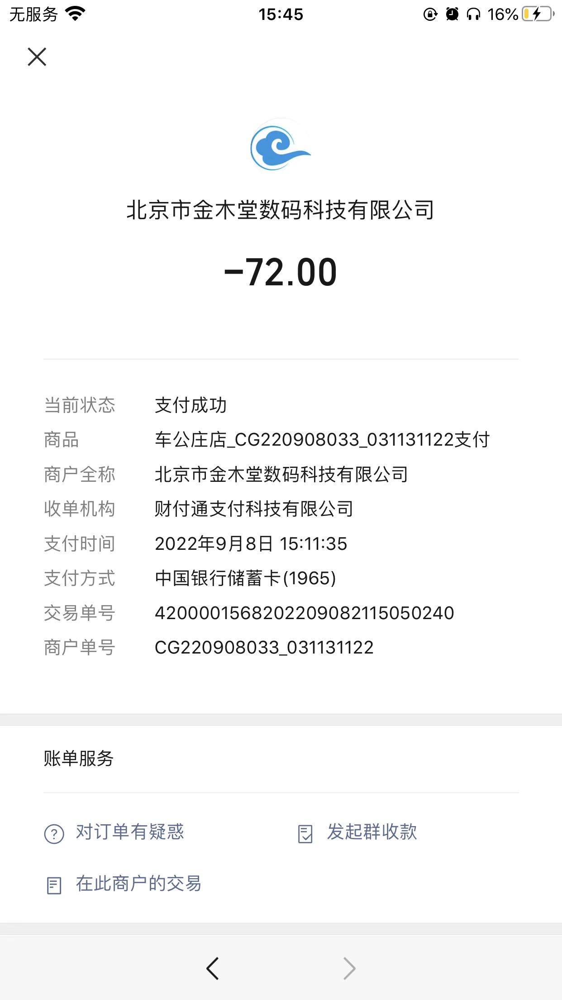 无服务
15:45
16%
北京市金木堂数码科技有限公司
-72.00
当前状态 支付成功
商品 车公庄店_CG220908033_031131122支付
商户全称 北京市金木堂数码科技有限公司
收单机构 财付通支付科技有限公司
支付时间 2022年9月8日 15:11:35
支付方式 中国银行储蓄卡(1965)
交易单号 4200001568202209082115050240
商户单号 CG220908033_031131122
账单服务
对订单有疑惑 发起群收款
在此商户的交易